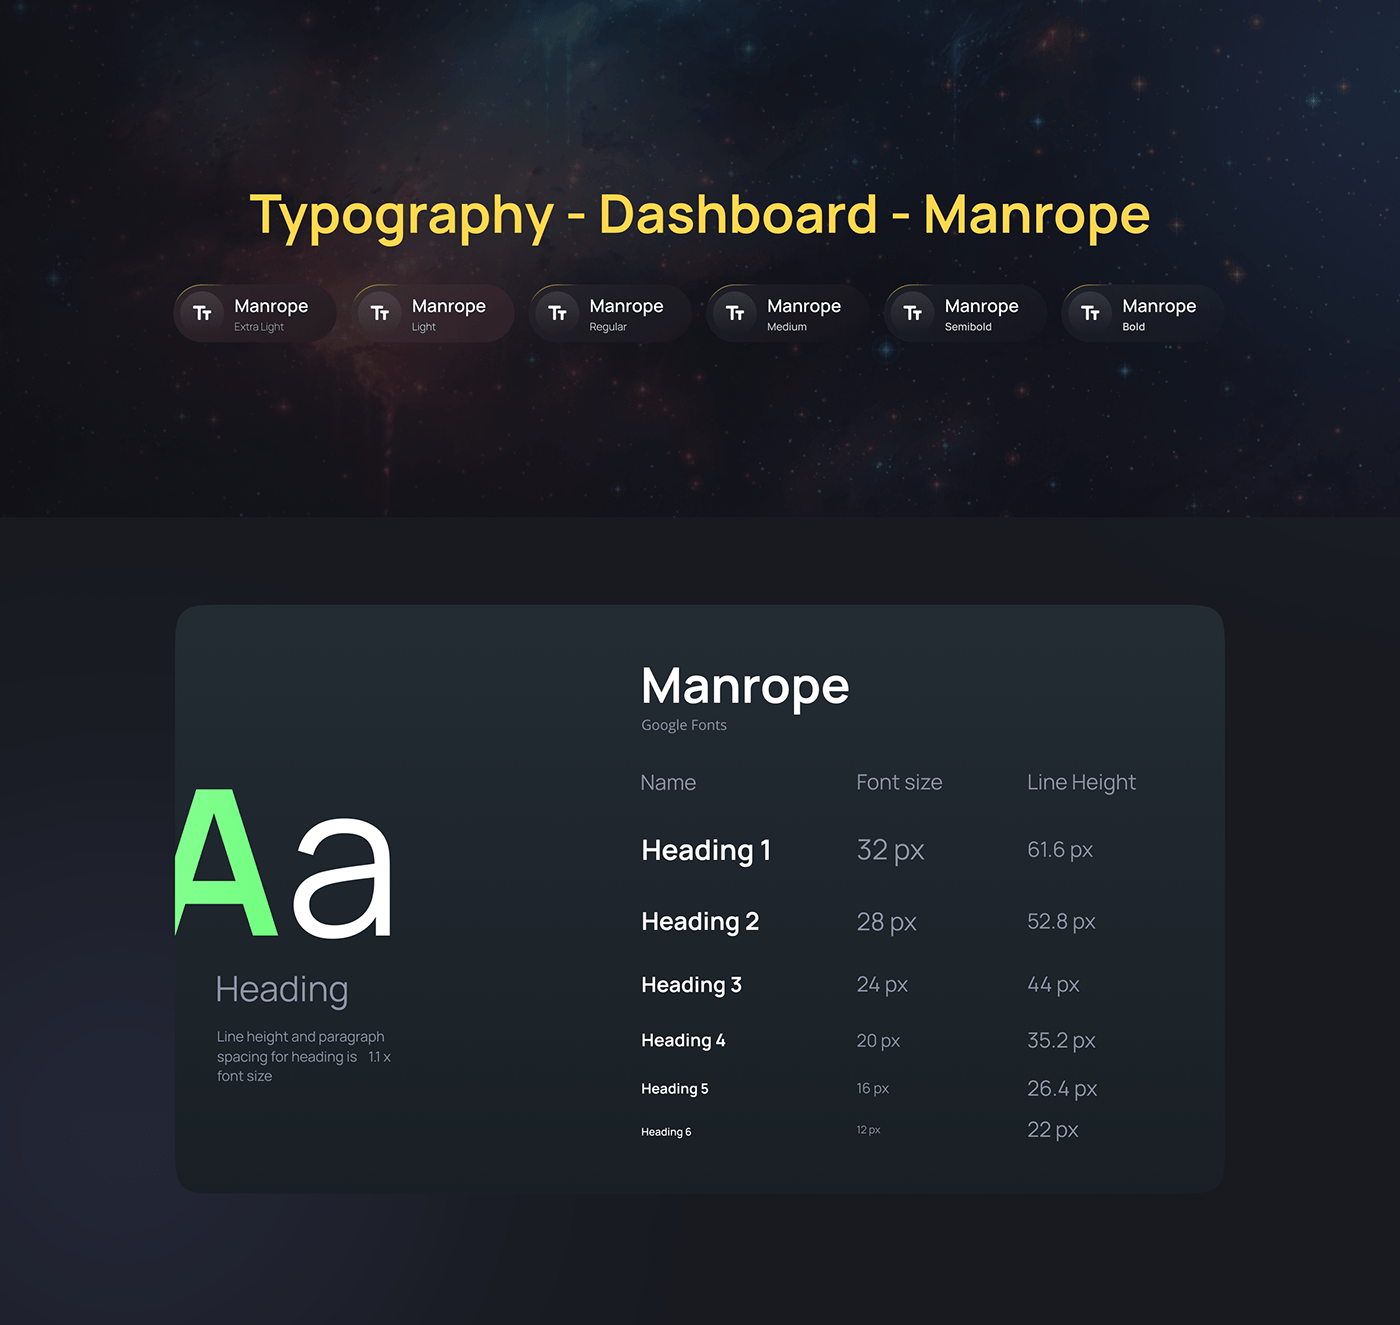 Typography - Dashboard - Manrope
Tт Manrope
Extra Light
Tт Manrope
Light
Tт Manrope
Regular
Tт Manrope
Medium
Tт Manrope
Semibold
Tт Manrope
Bold
Aa
Heading
Line height and paragraph
spacing for heading is 1.1 x
font size
Manrope
Google Fonts
Name Font size Line Height
Heading 1 32 px 61.6 px
Heading 2 28 px 52.8 px
Heading 3 24 px 44 px
Heading 4 20 px 35.2 px
Heading 5 16 px 26.4 px
Heading 6 12 px 22 px